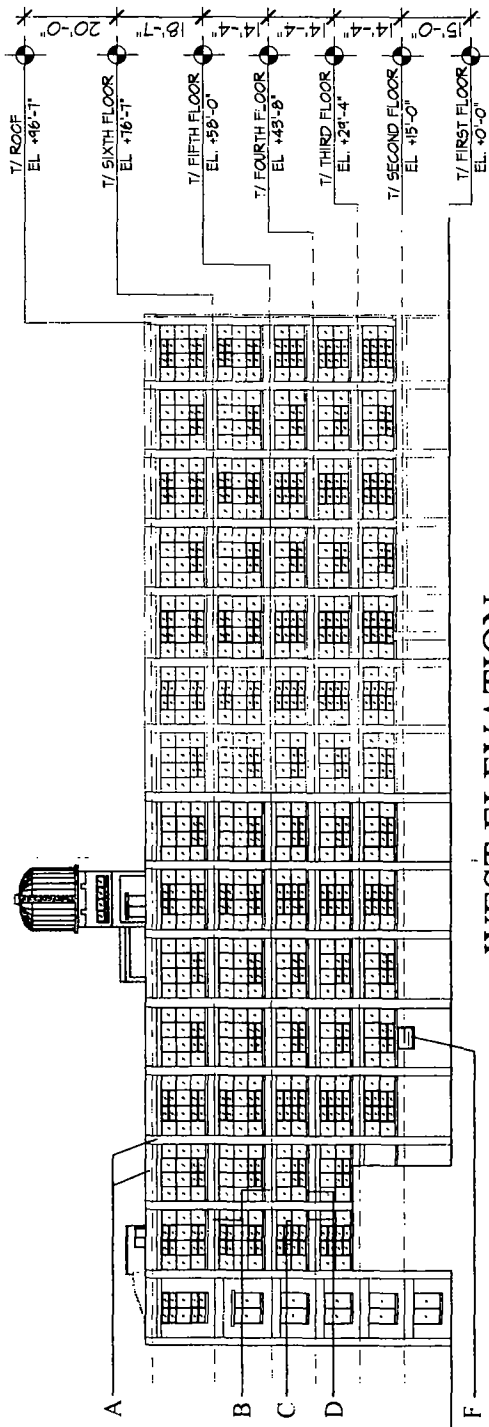 20'-0"
18'-7"
14'-4"
14'-4"
14'-4"
15'-0"
T/ ROOF
EL +96'-7"
T/ SIXTH FLOOR
EL +76'-7"
T/ FIFTH FLOOR
EL +58'-0"
T/ FOURTH FLOOR
EL. +43'-8"
T/ THIRD FLOOR
EL. +29'-4"
T/ SECOND FLOOR
EL +15'-0"
T/ FIRST FLOOR
EL. +0'-0"
A
B
C
D
F
WEST ELEVATION